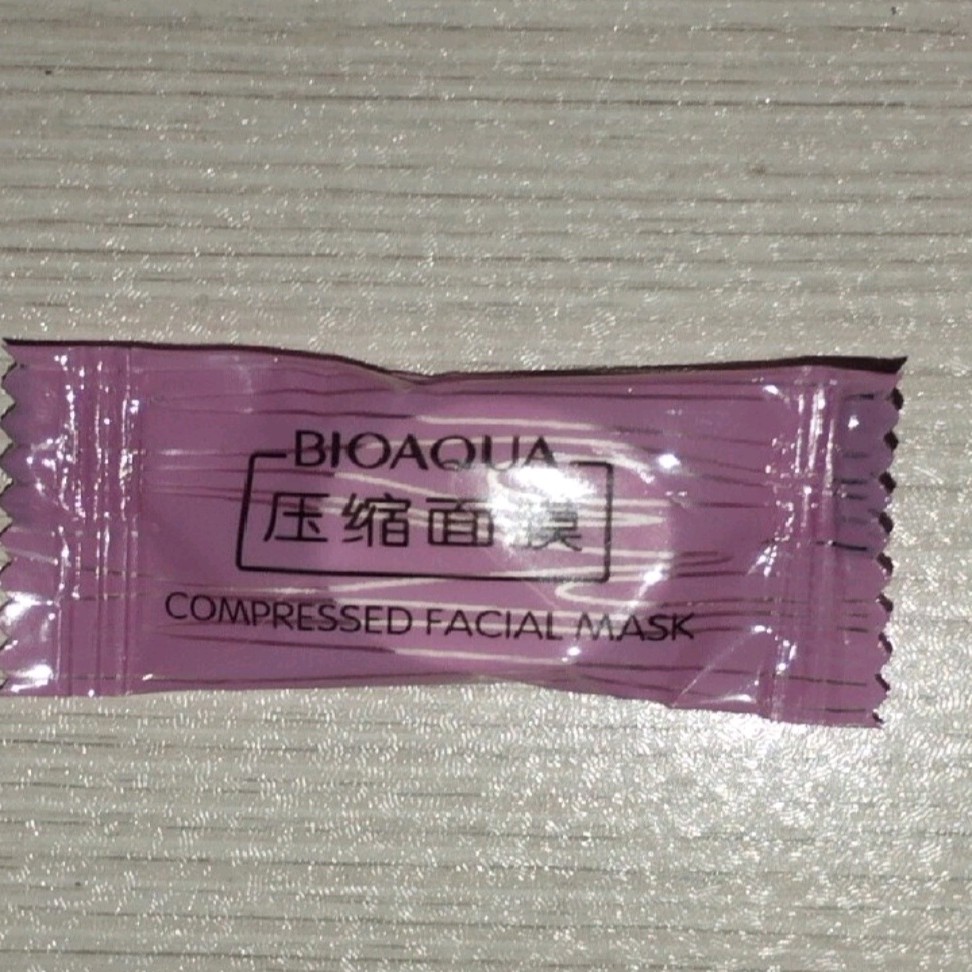 BIOAQUA
压缩面膜
COMPRESSED FACIAL MASK